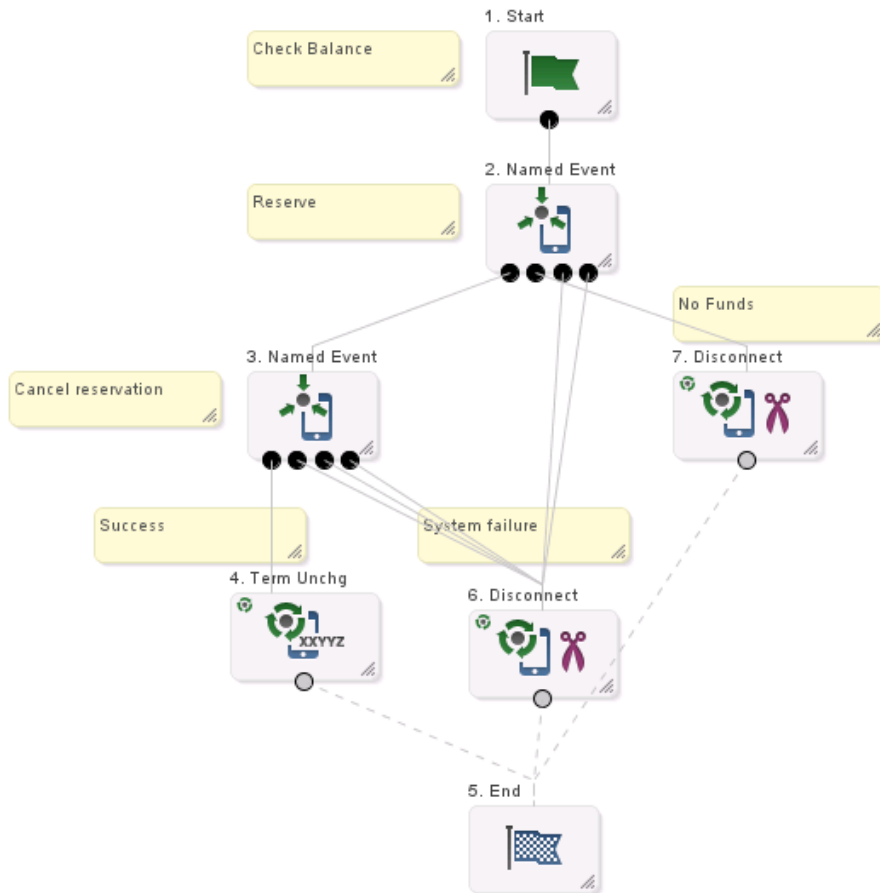 1. Start
Check Balance
2. Named Event
Reserve
No Funds
3. Named Event
7. Disconnect
Cancel reservation
Success
System failure
4. Term Unchg
6. Disconnect
XXYYZ
5. End